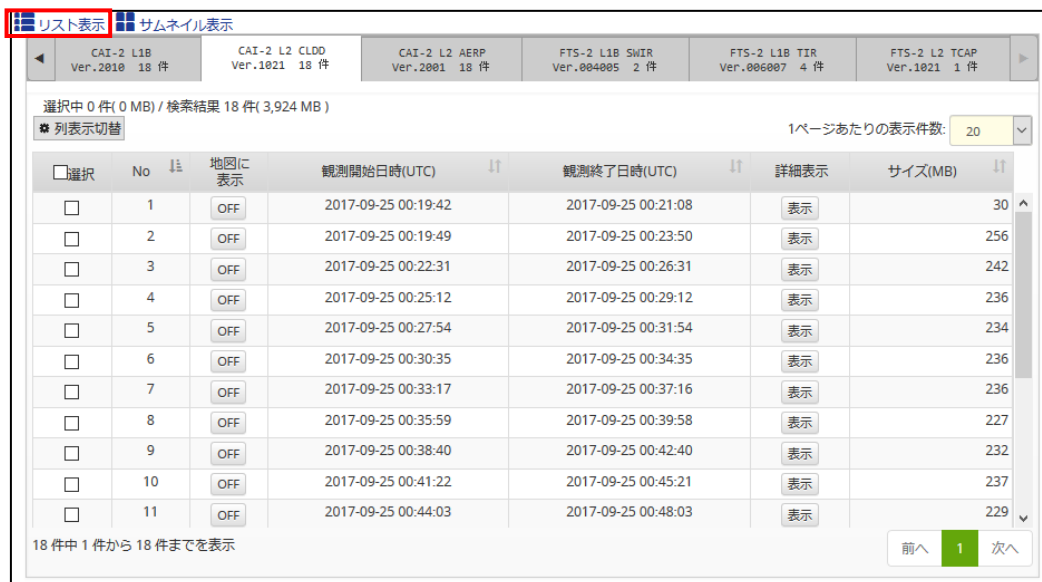 リスト表示 サムネイル表示
CAI-2 L1B
Ver.2010 18 件
CAI-2 L2 CLDD
Ver.1021 18 件
CAI-2 L2 AERP
Ver.2001 18 件
FTS-2 L1B SWIR
Ver.004005 2 件
FTS-2 L1B TIR
Ver.006007 4 件
FTS-2 L2 TCAP
Ver.1021 1 件
選択中 0 件( 0 MB) / 検索結果 18 件( 3,924 MB )
列表示切替 1ページあたりの表示件数: 20
選択 No 地図に表示 観測開始日時(UTC) 観測終了日時(UTC) 詳細表示 サイズ(MB)
1 OFF 2017-09-25 00:19:42 2017-09-25 00:21:08 表示 30
2 OFF 2017-09-25 00:19:49 2017-09-25 00:23:50 表示 256
3 OFF 2017-09-25 00:22:31 2017-09-25 00:26:31 表示 242
4 OFF 2017-09-25 00:25:12 2017-09-25 00:29:12 表示 236
5 OFF 2017-09-25 00:27:54 2017-09-25 00:31:54 表示 234
6 OFF 2017-09-25 00:30:35 2017-09-25 00:34:35 表示 236
7 OFF 2017-09-25 00:33:17 2017-09-25 00:37:16 表示 236
8 OFF 2017-09-25 00:35:59 2017-09-25 00:39:58 表示 227
9 OFF 2017-09-25 00:38:40 2017-09-25 00:42:40 表示 232
10 OFF 2017-09-25 00:41:22 2017-09-25 00:45:21 表示 237
11 OFF 2017-09-25 00:44:03 2017-09-25 00:48:03 表示 229
18 件中 1 件から 18 件までを表示 前へ 1 次へ